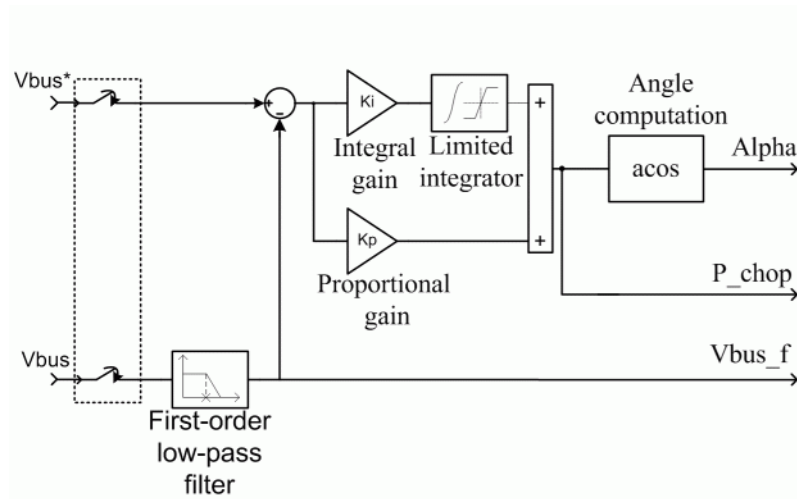 Vbus*
+
-
Ki
Integral
gain
Limited
integrator
+
Angle
computation
acos
Alpha
Kp
Proportional
gain
+
P_chop
Vbus
Vbus_f
First-order
low-pass
filter